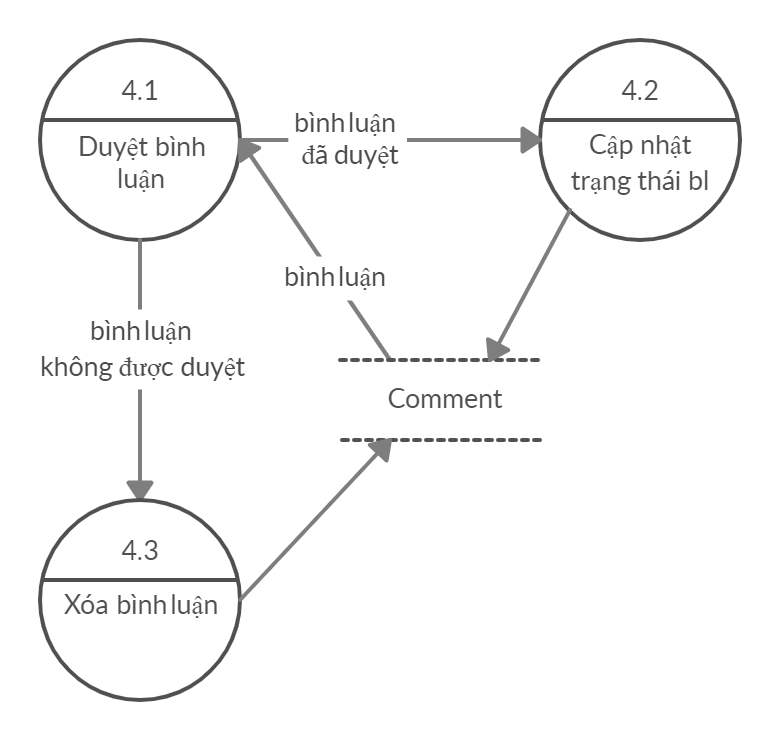 4.1
Duyệt bình
luận
bình luận
đã duyệt
4.2
Cập nhật
trạng thái bl
bình luận
bình luận
không được duyệt
Comment
4.3
Xóa bình luận